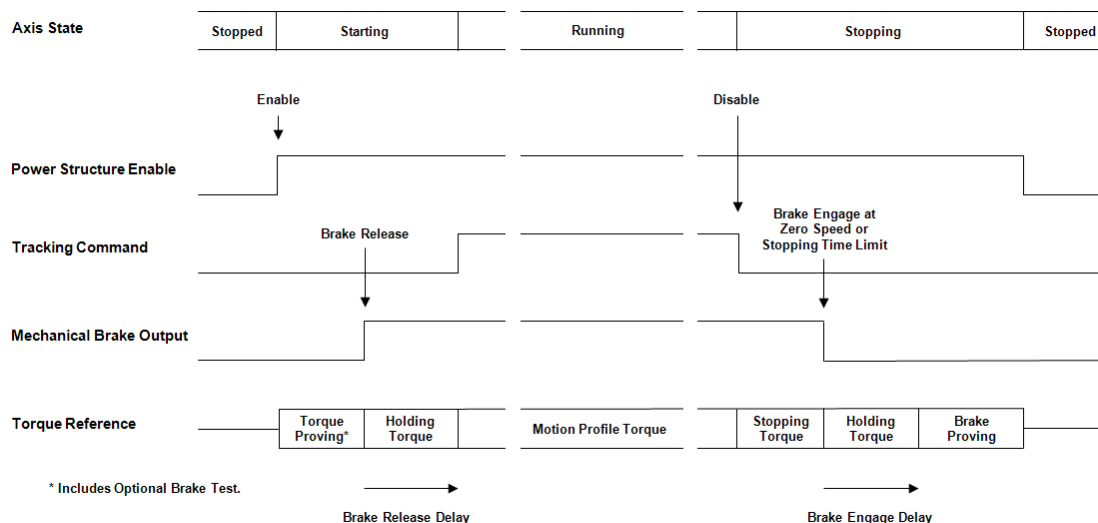 Axis State
Stopped
Starting
Running
Stopping
Stopped
Enable
Disable
Power Structure Enable
Brake Engage at
Zero Speed or
Stopping Time Limit
Brake Release
Tracking Command
Mechanical Brake Output
Torque Reference
Torque
Proving*
Holding
Torque
Motion Profile Torque
Stopping
Torque
Holding
Torque
Brake
Proving
* Includes Optional Brake Test.
Brake Release Delay
Brake Engage Delay